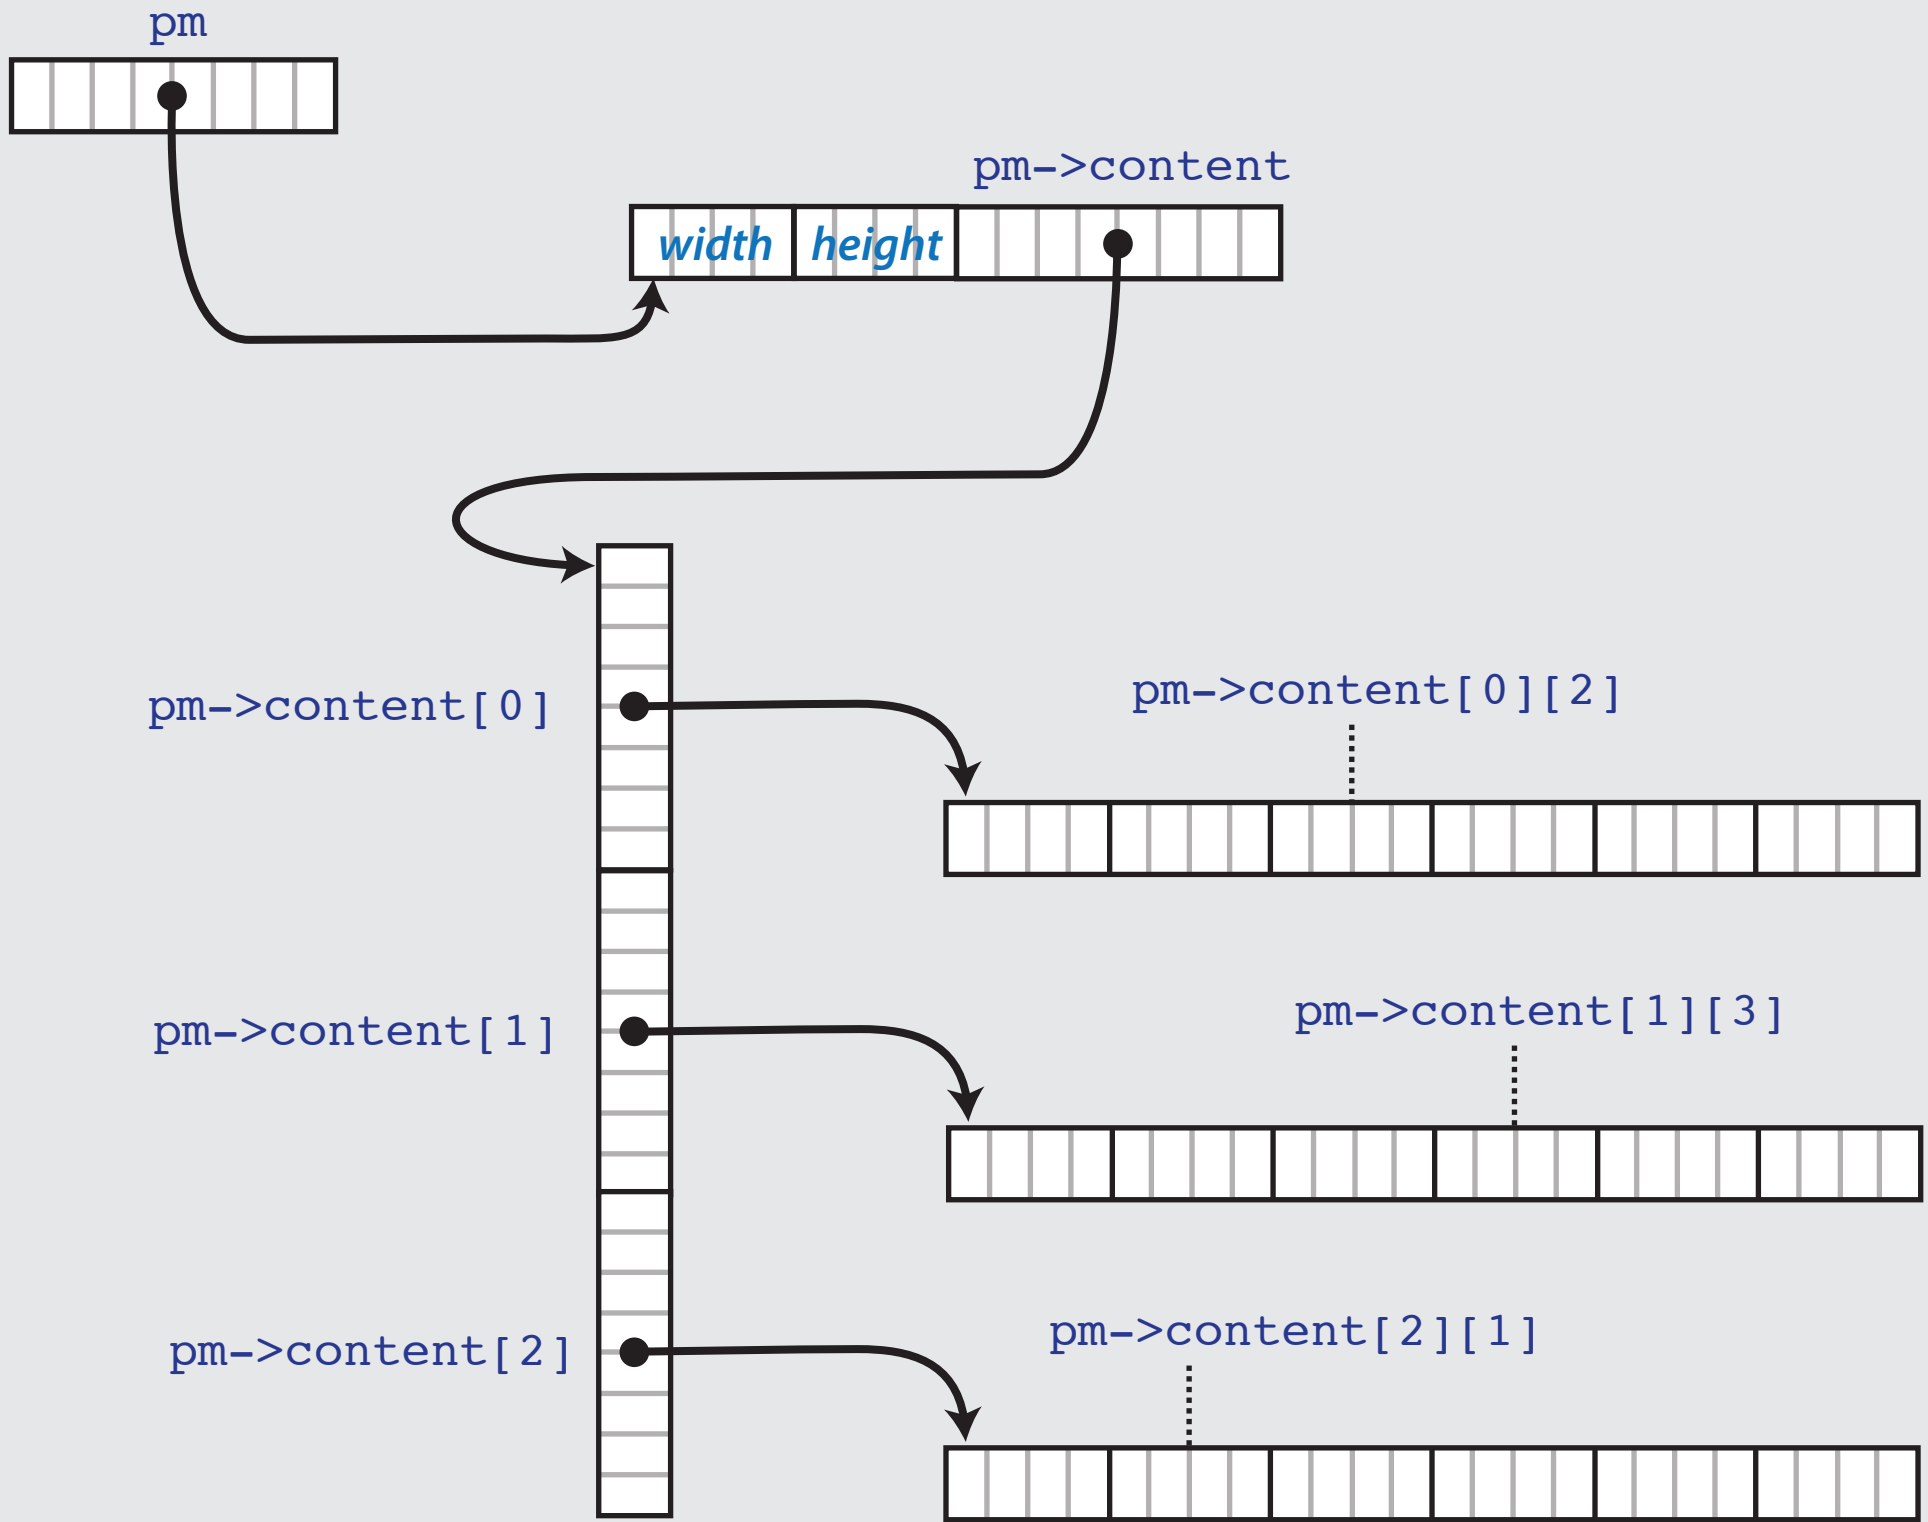 pm
pm->content
width height
pm->content[0]
pm->content[0][2]
pm->content[1]
pm->content[1][3]
pm->content[2]
pm->content[2][1]